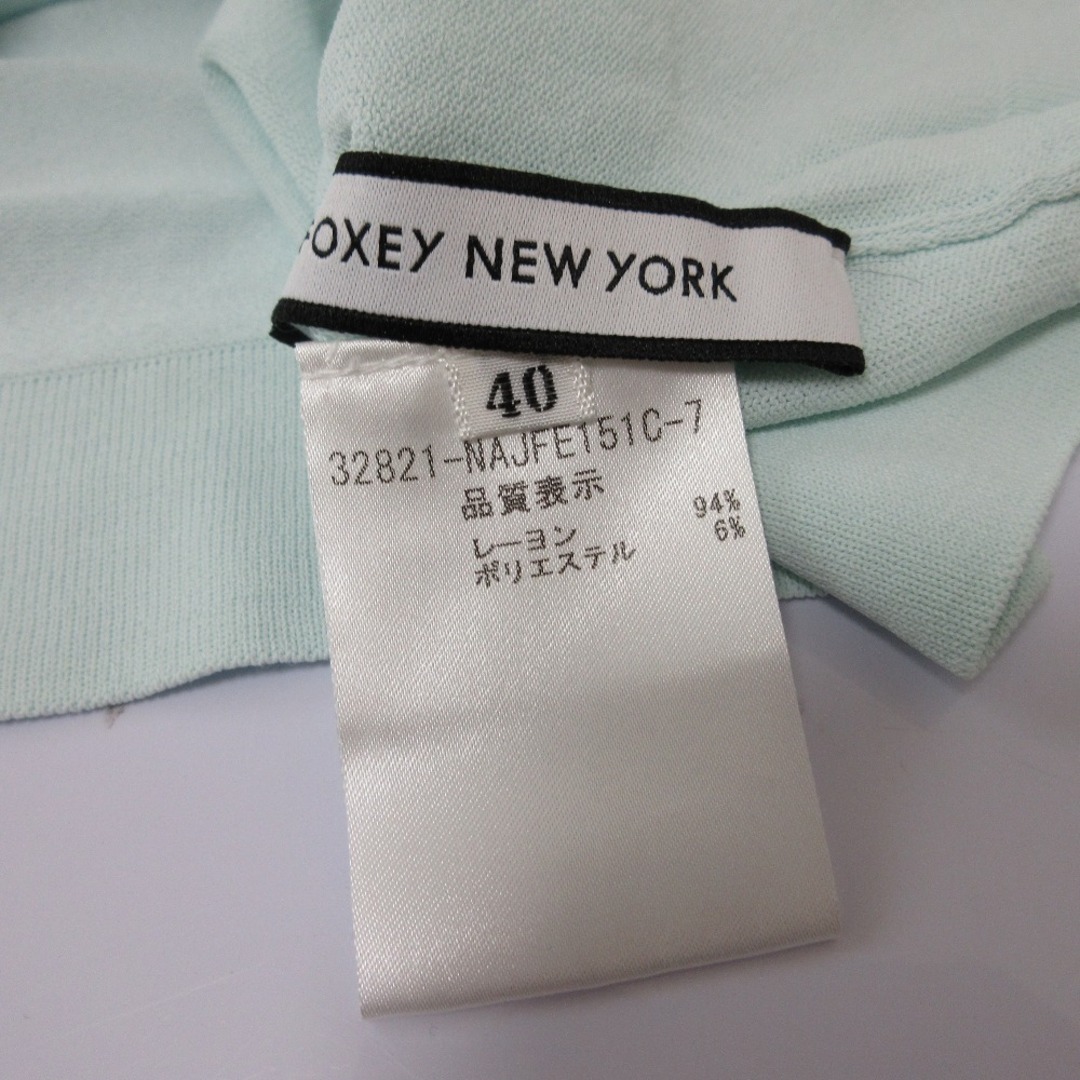 FOXEY NEW YORK
40
32821-NAJFE151C-7
品質表示
レーヨン 94%
ポリエステル 6%